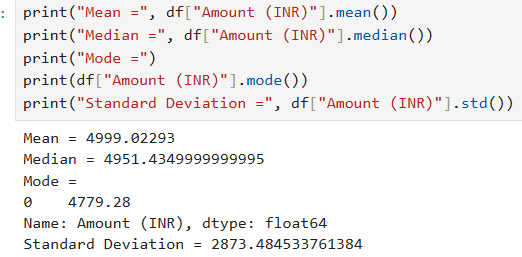 :
print("Mean =", df["Amount (INR)"].mean())
print("Median =", df["Amount (INR)"].median())
print("Mode =")
print(df["Amount (INR)"].mode())
print("Standard Deviation =", df["Amount (INR)"].std())
Mean = 4999.02293
Median = 4951.4349999999995
Mode =
0    4779.28
Name: Amount (INR), dtype: float64
Standard Deviation = 2873.484533761384